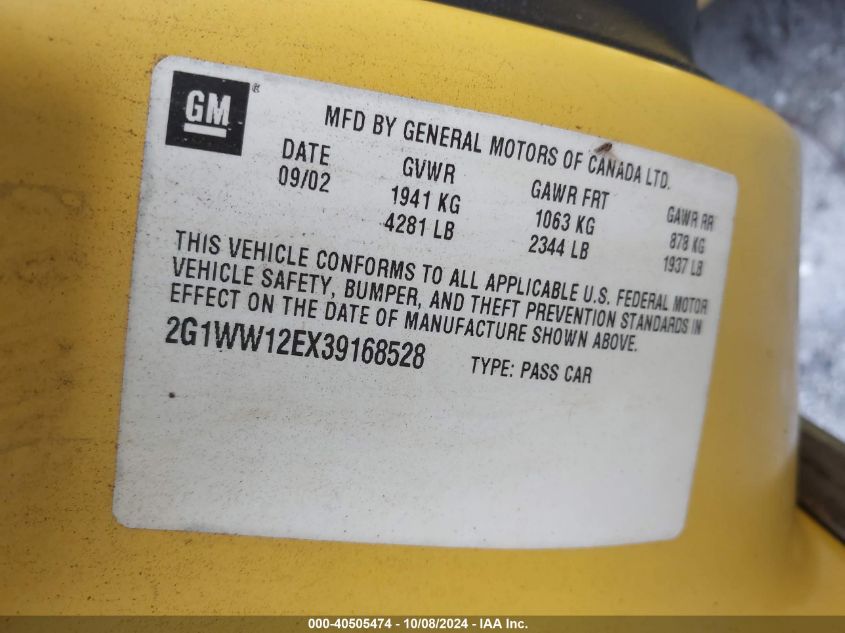 GM®
MFD BY GENERAL MOTORS OF CANADA LTD.
DATE GVWR GAWR FRT GAWR RR
09/02 1941 KG 1063 KG 878 KG
4281 LB 2344 LB 1937 LB
THIS VEHICLE CONFORMS TO ALL APPLICABLE U.S. FEDERAL MOTOR
VEHICLE SAFETY, BUMPER, AND THEFT PREVENTION STANDARDS IN
EFFECT ON THE DATE OF MANUFACTURE SHOWN ABOVE.
2G1WW12EX39168528 TYPE: PASS CAR
000-40505474 - 10/08/2024 - IAA Inc.